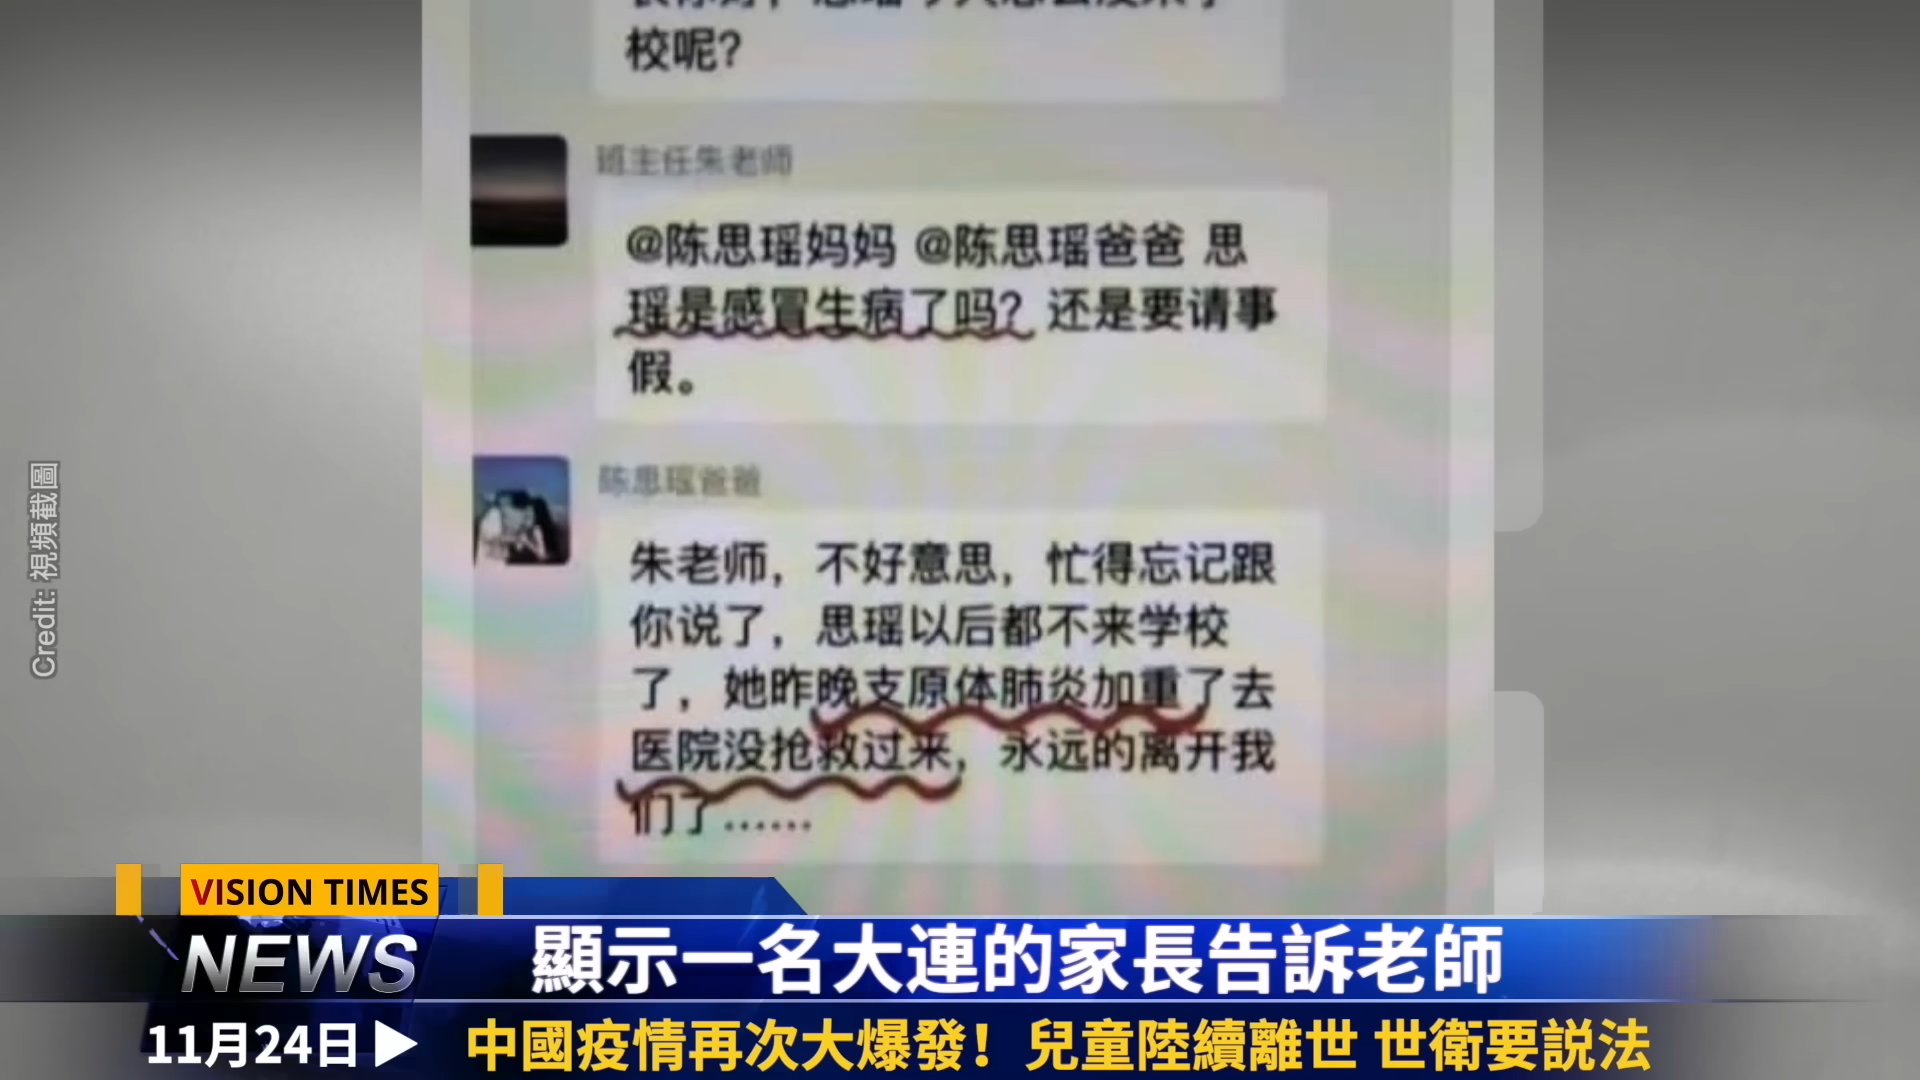 校呢?
班主任朱老师
@陈思瑶妈妈 @陈思瑶爸爸 思
瑶是感冒生病了吗? 还是要请事
假。
陈思瑶爸爸
朱老师，不好意思，忙得忘记跟
你说了，思瑶以后都不来学校
了，她昨晚支原体肺炎加重了去
医院没抢救过来，永远的离开我
们了......
Credit: 視頻截圖
VISION TIMES
NEWS
顯示一名大連的家長告訴老師
11月24日
中國疫情再次大爆發！兒童陸續離世 世衛要説法